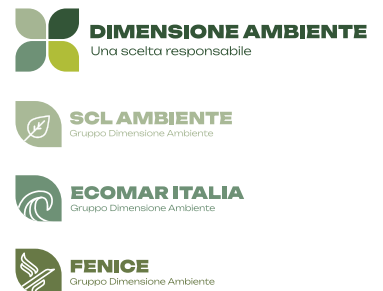 DIMENSIONE AMBIENTE
Una scelta responsabile
SCL AMBIENTE
Gruppo Dimensione Ambiente
ECOMAR ITALIA
Gruppo Dimensione Ambiente
FENICE
Gruppo Dimensione Ambiente